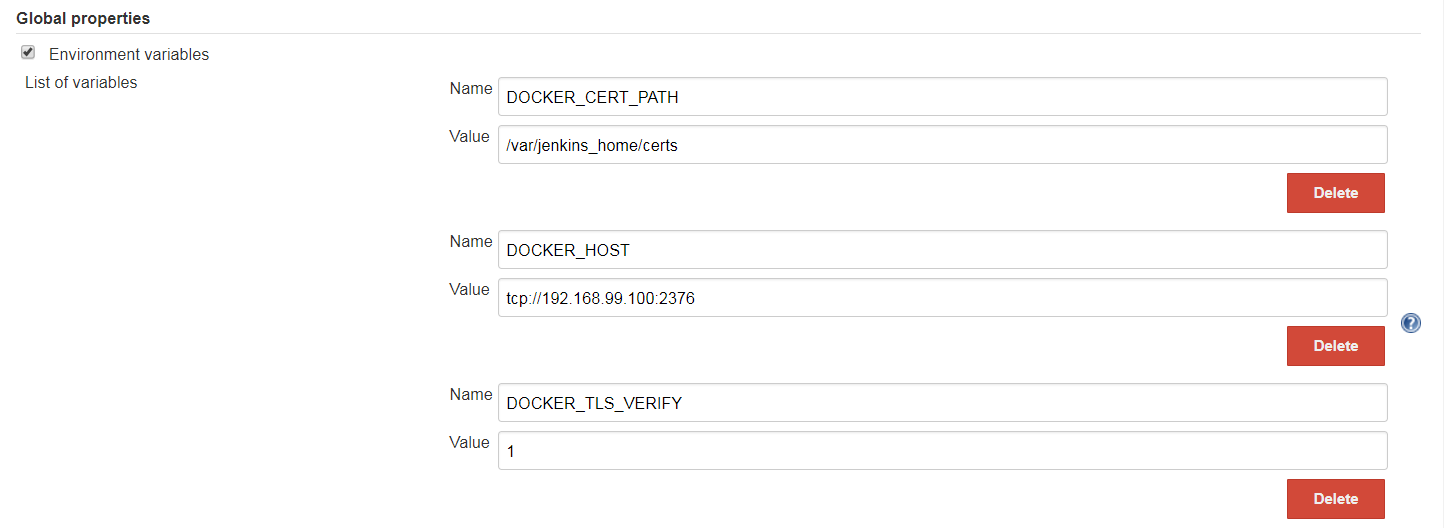 Global properties
Environment variables
List of variables
Name DOCKER_CERT_PATH
Value /var/jenkins_home/certs
Delete
Name DOCKER_HOST
Value tcp://192.168.99.100:2376
?
Delete
Name DOCKER_TLS_VERIFY
Value 1
Delete